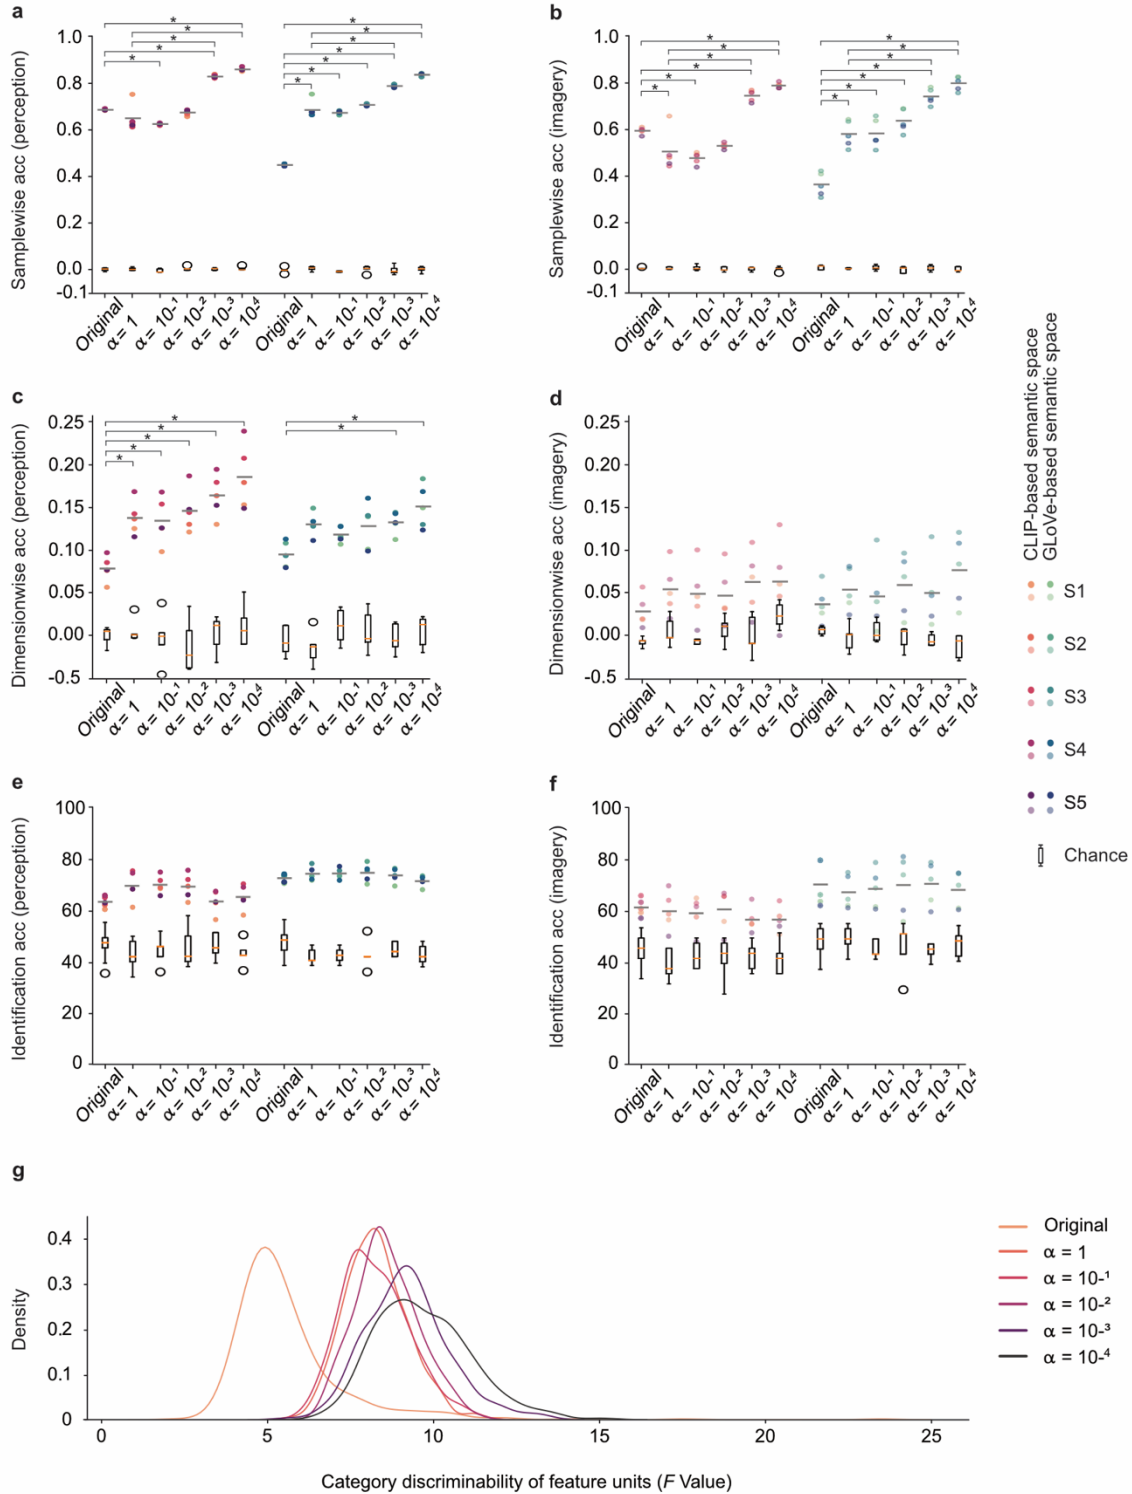 a
Samplewise acc (perception)
1.0
0.8
0.6
0.4
0.2
0.0
-0.1
* * * * *
* * * * * *
Original α = 1 α = 10-¹ α = 10-² α = 10-³ α = 10-⁴
Original α = 1 α = 10-¹ α = 10-² α = 10-³ α = 10-⁴
b
Samplewise acc (imagery)
1.0
0.8
0.6
0.4
0.2
0.0
-0.1
* * * * *
* * * * * *
Original α = 1 α = 10-¹ α = 10-² α = 10-³ α = 10-⁴
Original α = 1 α = 10-¹ α = 10-² α = 10-³ α = 10-⁴
c
Dimensionwise acc (perception)
0.25
0.20
0.15
0.10
0.05
0.00
-0.5
* * * * *
* *
Original α = 1 α = 10-¹ α = 10-² α = 10-³ α = 10-⁴
Original α = 1 α = 10-¹ α = 10-² α = 10-³ α = 10-⁴
d
Dimensionwise acc (imagery)
0.25
0.20
0.15
0.10
0.05
0.00
-0.5
Original α = 1 α = 10-¹ α = 10-² α = 10-³ α = 10-⁴
Original α = 1 α = 10-¹ α = 10-² α = 10-³ α = 10-⁴
CLIP-based semantic space
GLoVe-based semantic space
S1
S2
S3
S4
S5
Chance
e
Identification acc (perception)
100
80
60
40
20
0
Original α = 1 α = 10-¹ α = 10-² α = 10-³ α = 10-⁴
Original α = 1 α = 10-¹ α = 10-² α = 10-³ α = 10-⁴
f
Identification acc (imagery)
100
80
60
40
20
0
Original α = 1 α = 10-¹ α = 10-² α = 10-³ α = 10-⁴
Original α = 1 α = 10-¹ α = 10-² α = 10-³ α = 10-⁴
g
Density
0.4
0.3
0.2
0.1
0
0 5 10 15 20 25
Category discriminability of feature units (F Value)
Original
α = 1
α = 10-¹
α = 10-²
α = 10-³
α = 10-⁴